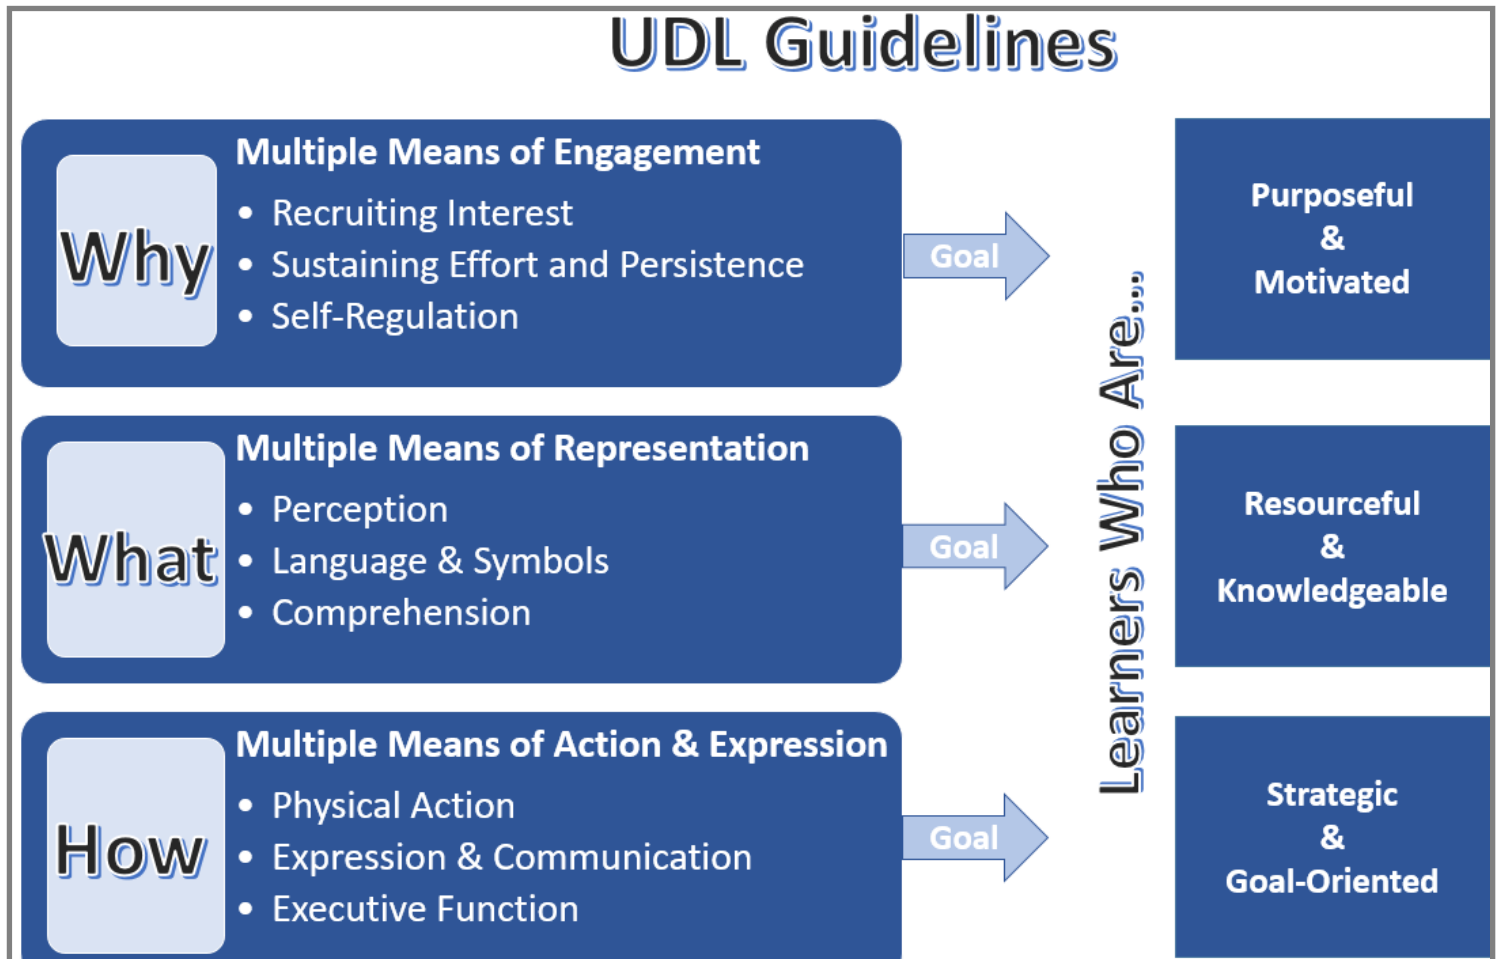 UDL Guidelines
Why
Multiple Means of Engagement
• Recruiting Interest
• Sustaining Effort and Persistence
• Self-Regulation
Goal
Purposeful
&
Motivated
What
Multiple Means of Representation
• Perception
• Language & Symbols
• Comprehension
Goal
Learners Who Are...
Resourceful
&
Knowledgeable
How
Multiple Means of Action & Expression
• Physical Action
• Expression & Communication
• Executive Function
Goal
Strategic
&
Goal-Oriented